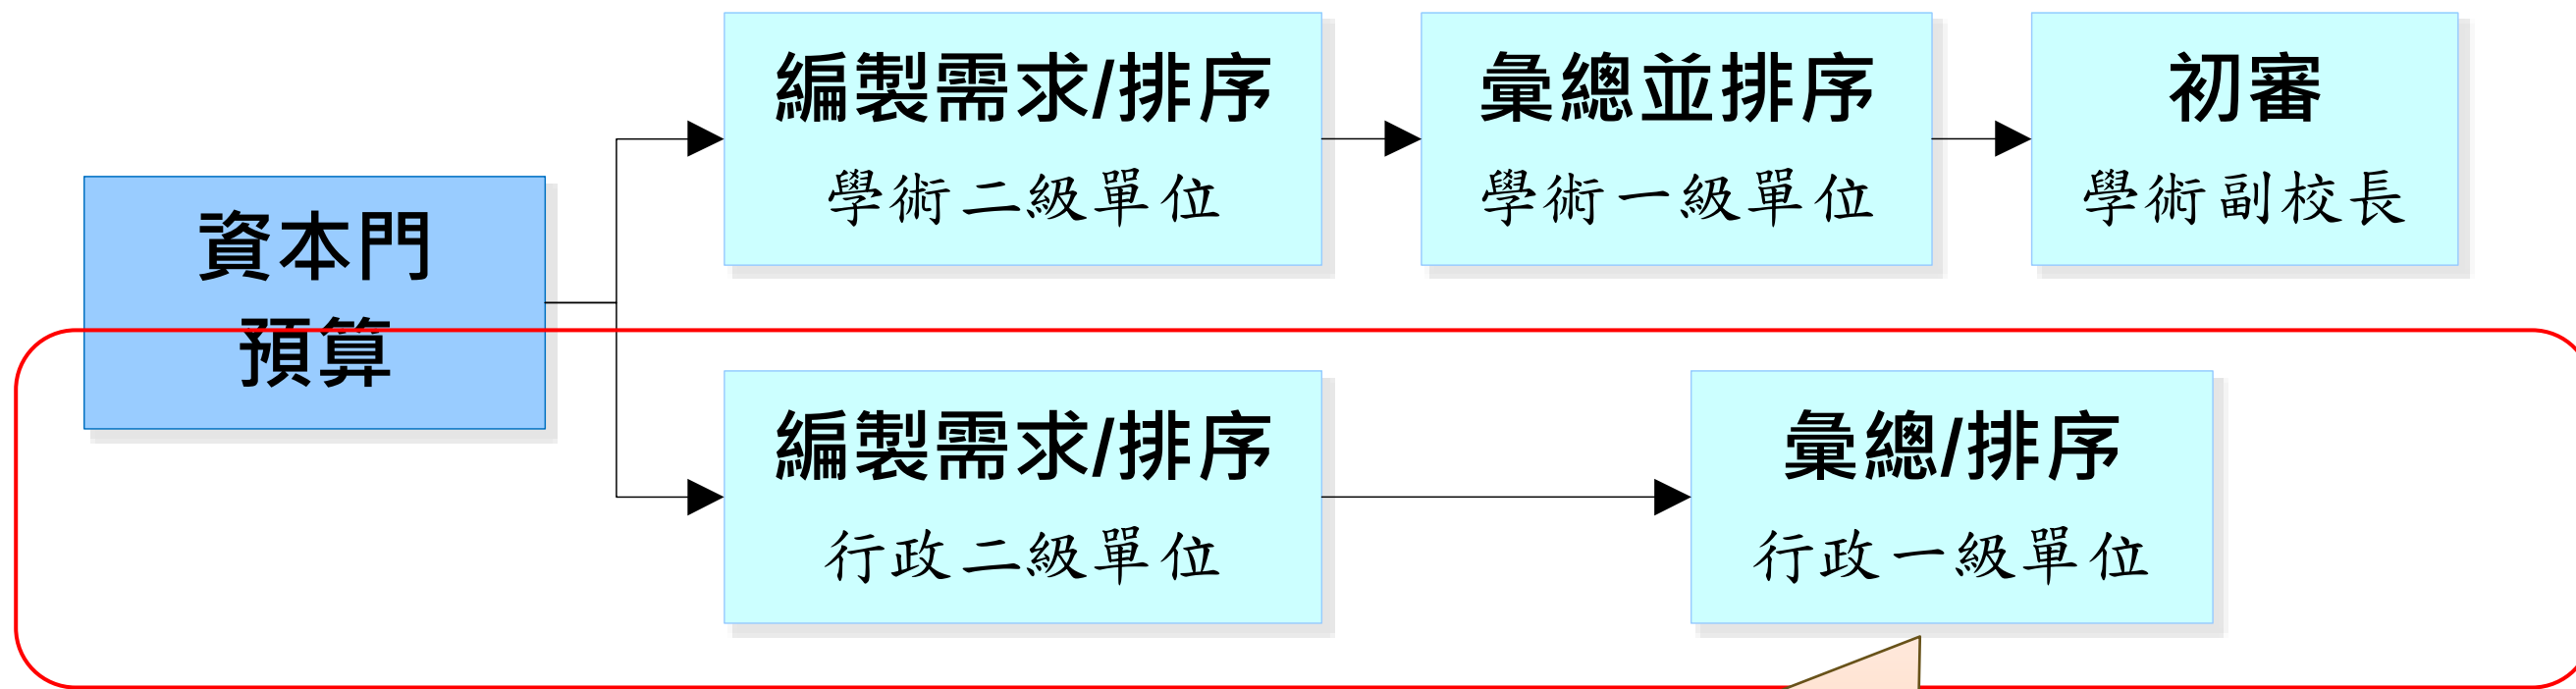 資本門
預算
編製需求/排序
學術二級單位
彙總並排序
學術一級單位
初審
學術副校長
編製需求/排序
行政二級單位
彙總/排序
行政一級單位